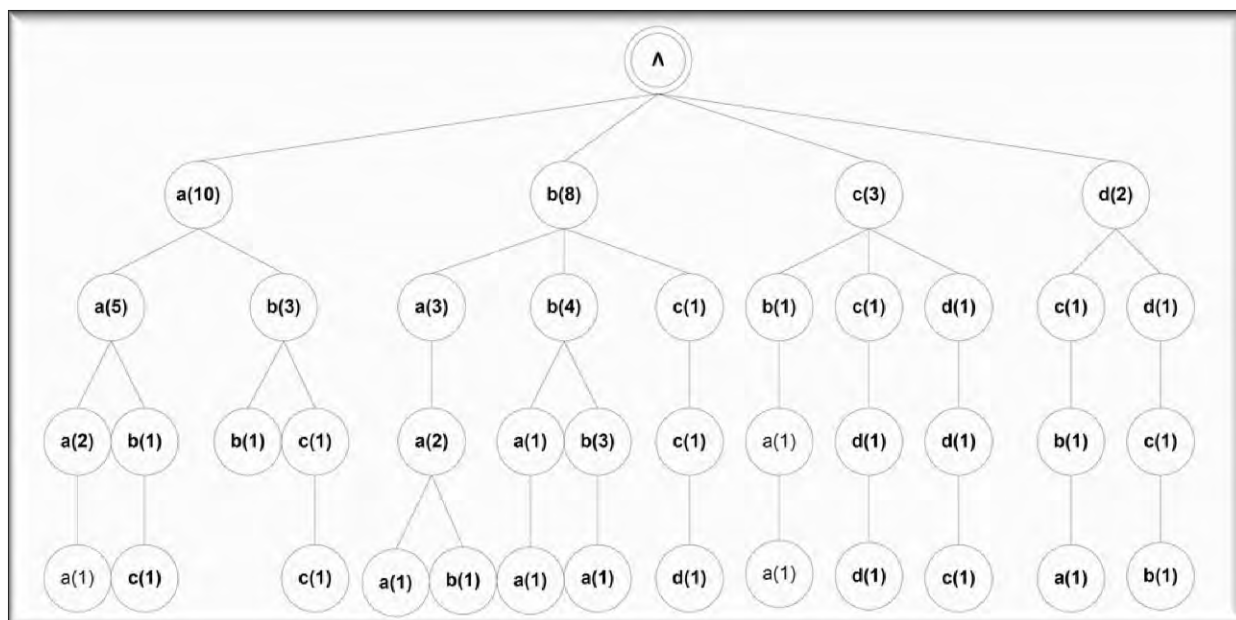 Λ
a(10) b(8) c(3) d(2)
a(5) b(3) a(3) b(4) c(1) b(1) c(1) d(1) c(1) d(1)
a(2) b(1) b(1) c(1) a(2) a(1) b(3) c(1) a(1) d(1) d(1) b(1) c(1)
a(1) c(1) c(1) a(1) b(1) a(1) a(1) d(1) a(1) d(1) c(1) a(1) b(1)